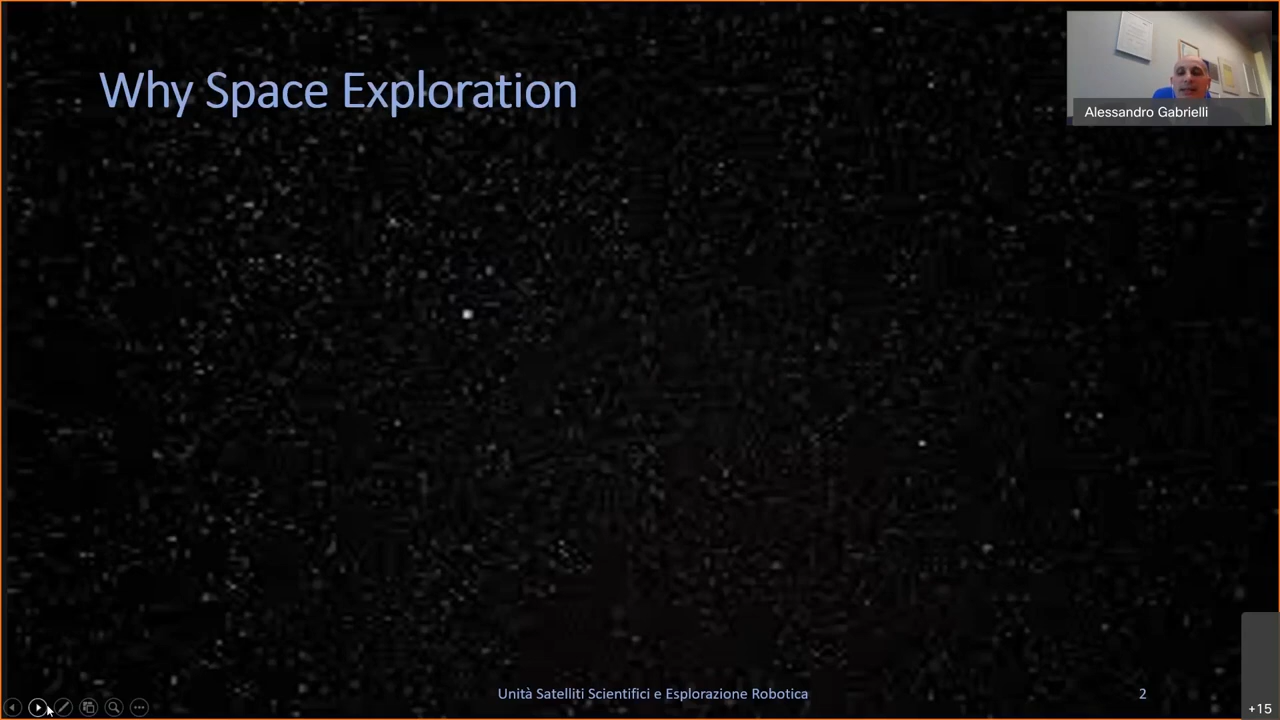 Why Space Exploration
Alessandro Gabrielli
Unità Satelliti Scientifici e Esplorazione Robotica
2
+15